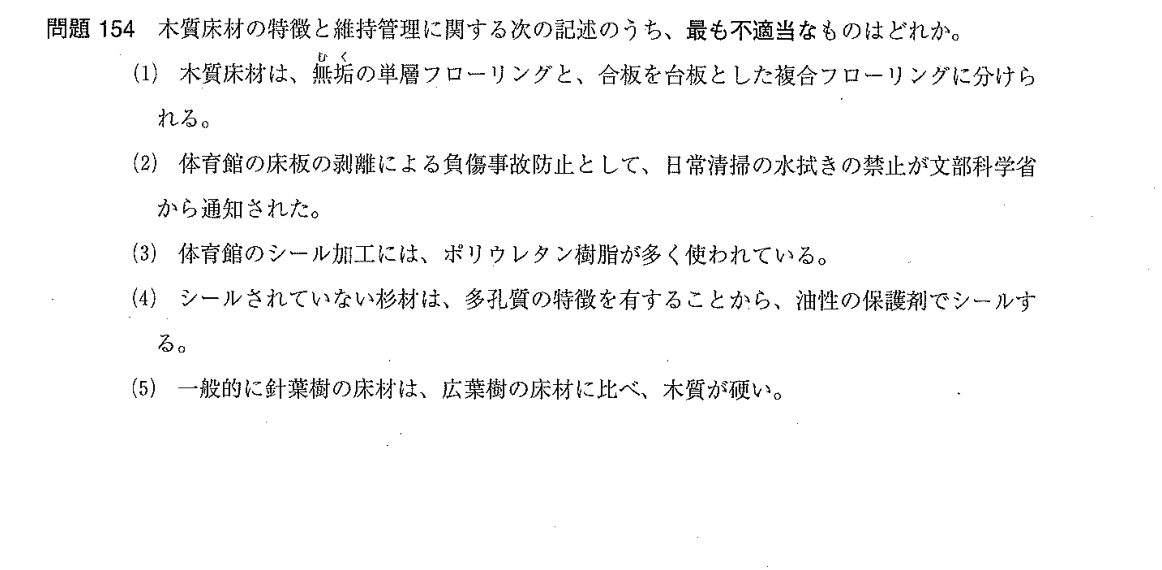 問題 154　木質床材の特徴と維持管理に関する次の記述のうち、最も不適当なものはどれか。
むく
(1)　木質床材は、無垢の単層フローリングと、合板を台板とした複合フローリングに分けら
れる。
(2)　体育館の床板の剥離による負傷事故防止として、日常清掃の水拭きの禁止が文部科学省
から通知された。
(3)　体育館のシール加工には、ポリウレタン樹脂が多く使われている。
(4)　シールされていない杉材は、多孔質の特徴を有することから、油性の保護剤でシールす
る。
(5)　一般的に針葉樹の床材は、広葉樹の床材に比べ、木質が硬い。